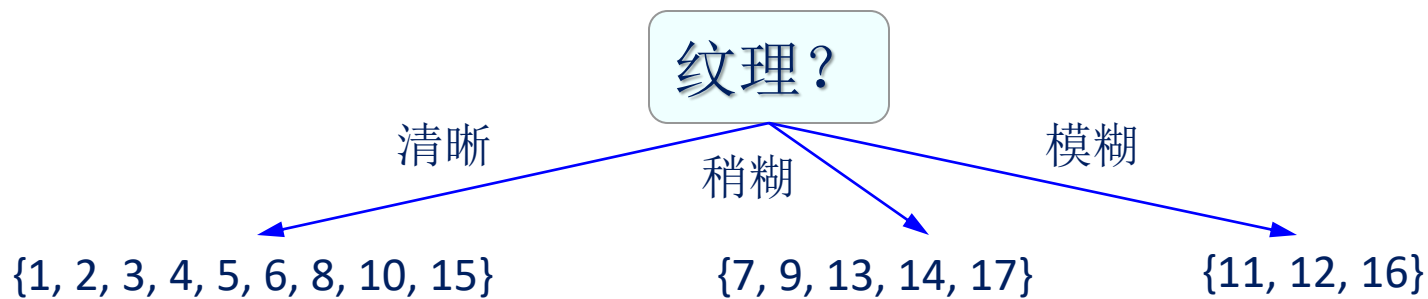 纹理？
清晰
稍糊
模糊
{1, 2, 3, 4, 5, 6, 8, 10, 15}
{7, 9, 13, 14, 17}
{11, 12, 16}